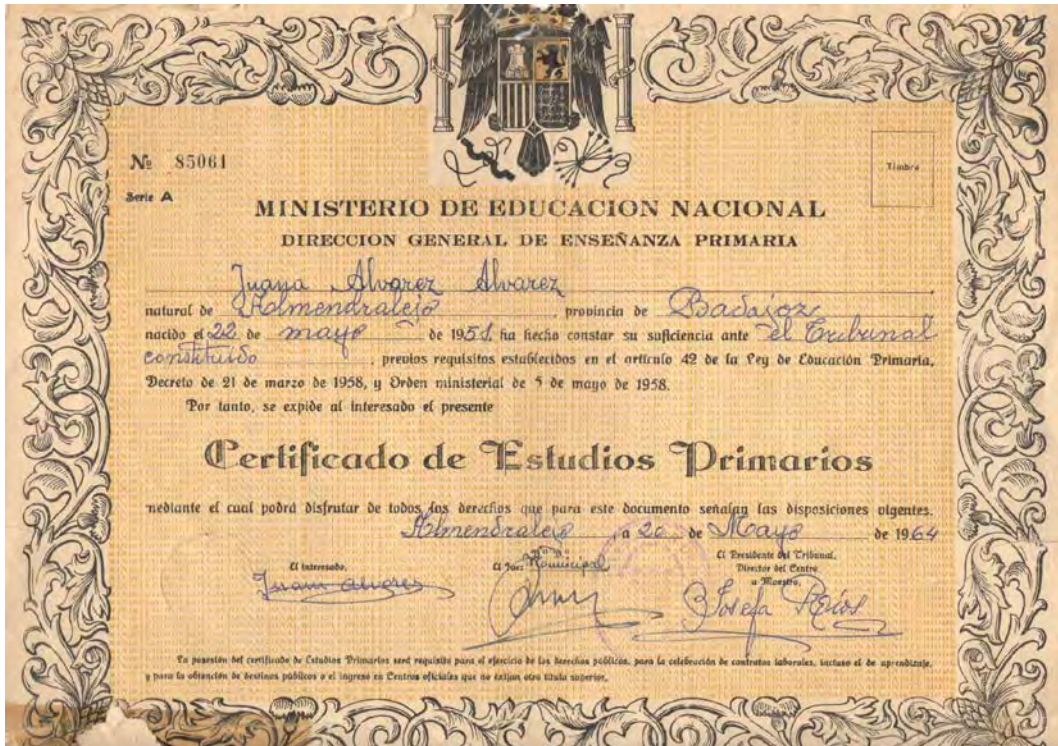 Nº 85061
Timbre
Serie A
MINISTERIO DE EDUCACION NACIONAL
DIRECCION GENERAL DE ENSEÑANZA PRIMARIA
Juana Alvarez Alvarez
natural de Almendralejo, provincia de Badajoz
nacido el 22 de mayo de 1951, ha hecho constar su suficiencia ante el Tribunal
constituido, previos requisitos establecidos en el artículo 42 de la Ley de Educación Primaria,
Decreto de 21 de marzo de 1958, y Orden ministerial de 5 de mayo de 1958.
Por tanto, se expide al interesado el presente
Certificado de Estudios Primarios
mediante el cual podrá disfrutar de todos los derechos que para este documento señalan las disposiciones vigentes.
Almendralejo, a 20 de Mayo de 1964
El interesado, El Juez Municipal El Presidente del Tribunal,
Director del Centro
o Maestro,
Juana Josefa Ríos
La posesión del certificado de Estudios Primarios será requisito para el ejercicio de los derechos públicos, para la celebración de contratos laborales, incluso el de aprendizaje,
y para la obtención de destinos públicos o el ingreso en Centros oficiales que no exijan otro título superior.